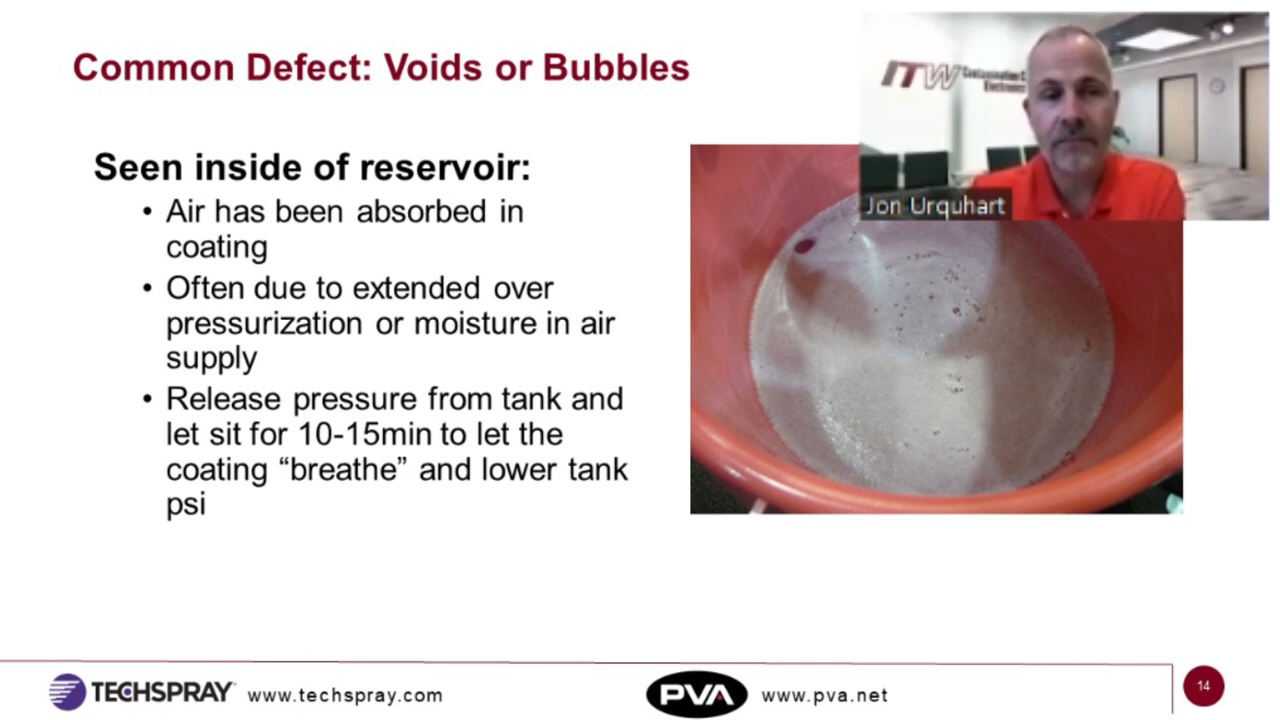 Common Defect: Voids or Bubbles
ITW Contamination C
Electronics
Jon Urquhart
Seen inside of reservoir:
• Air has been absorbed in
coating
• Often due to extended over
pressurization or moisture in air
supply
• Release pressure from tank and
let sit for 10-15min to let the
coating “breathe” and lower tank
psi
TECHSPRAY www.techspray.com
PVA www.pva.net
14